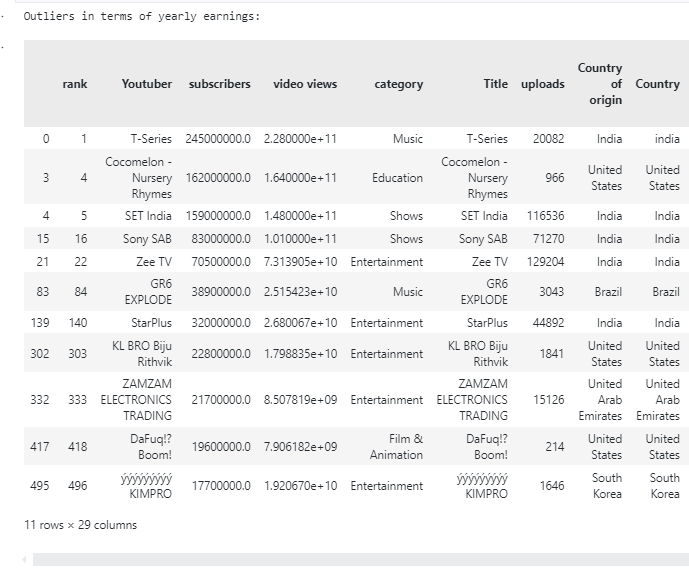 Outliers in terms of yearly earnings:
rank Youtuber subscribers video views category Title uploads Country of origin Country
0 1 T-Series 245000000.0 2.280000e+11 Music T-Series 20082 India india
3 4 Cocomelon - Nursery Rhymes 162000000.0 1.640000e+11 Education Cocomelon - Nursery Rhymes 966 United States United States
4 5 SET India 159000000.0 1.480000e+11 Shows SET India 116536 India India
15 16 Sony SAB 83000000.0 1.010000e+11 Shows Sony SAB 71270 India India
21 22 Zee TV 70500000.0 7.313905e+10 Entertainment Zee TV 129204 India India
83 84 GR6 EXPLODE 38900000.0 2.515423e+10 Music GR6 EXPLODE 3043 Brazil Brazil
139 140 StarPlus 32000000.0 2.680067e+10 Entertainment StarPlus 44892 India India
302 303 KL BRO Biju Rithvik 22800000.0 1.798835e+10 Entertainment KL BRO Biju Rithvik 1841 United States United States
332 333 ZAMZAM ELECTRONICS TRADING 21700000.0 8.507819e+09 Entertainment ZAMZAM ELECTRONICS TRADING 15126 United Arab Emirates United Arab Emirates
417 418 DaFuq!? Boom! 19600000.0 7.906182e+09 Film & Animation DaFuq!? Boom! 214 United States United States
495 496 ýýýýýýýýý KIMPRO 17700000.0 1.920670e+10 Entertainment ýýýýýýýýý KIMPRO 1646 South Korea South Korea
11 rows × 29 columns